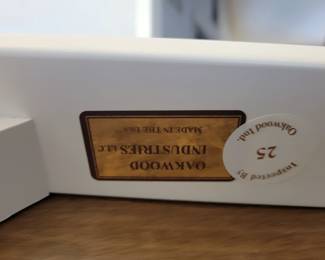 OAKWOOD
INDUSTRIES LLC
MADE IN THE USA
Inspected By
25
Oakwood Ind.